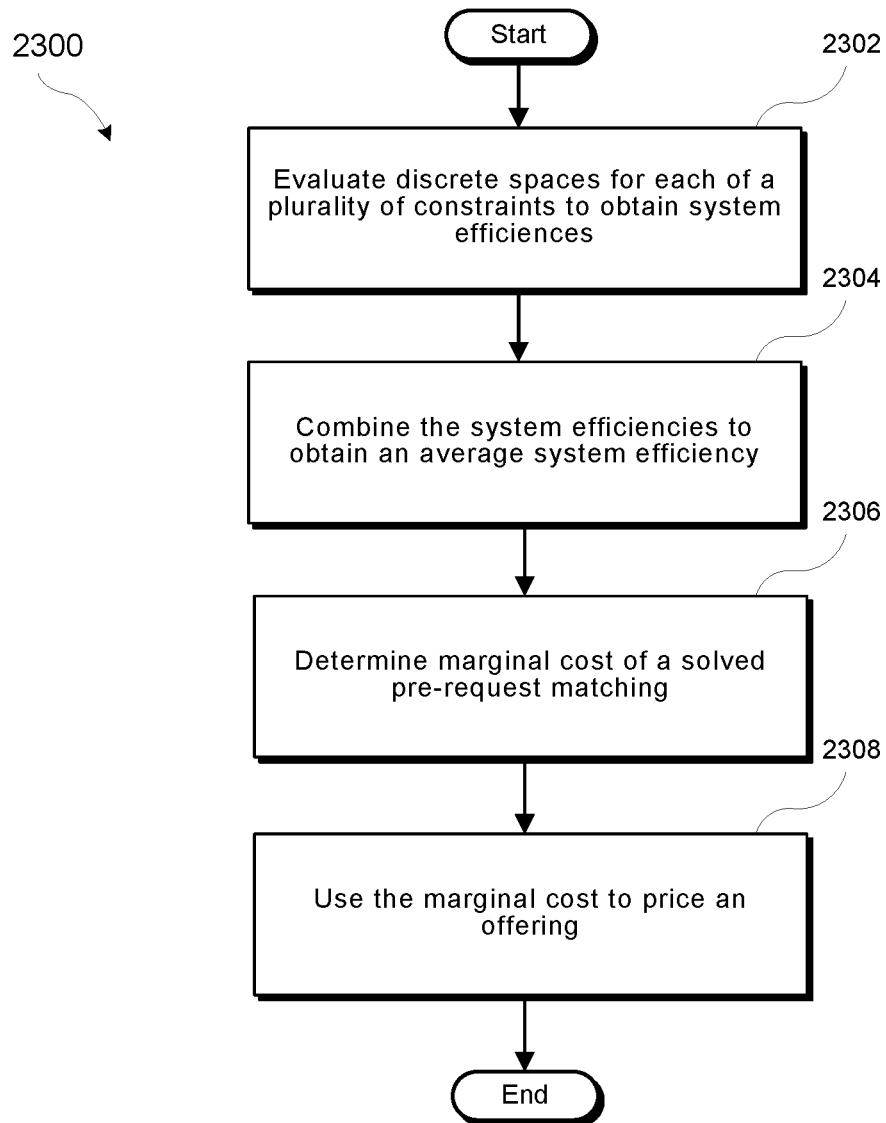 Start
2300
2302
Evaluate discrete spaces for each of a
plurality of constraints to obtain system
efficiences
2304
Combine the system efficiencies to
obtain an average system efficiency
2306
Determine marginal cost of a solved
pre-request matching
2308
Use the marginal cost to price an
offering
End